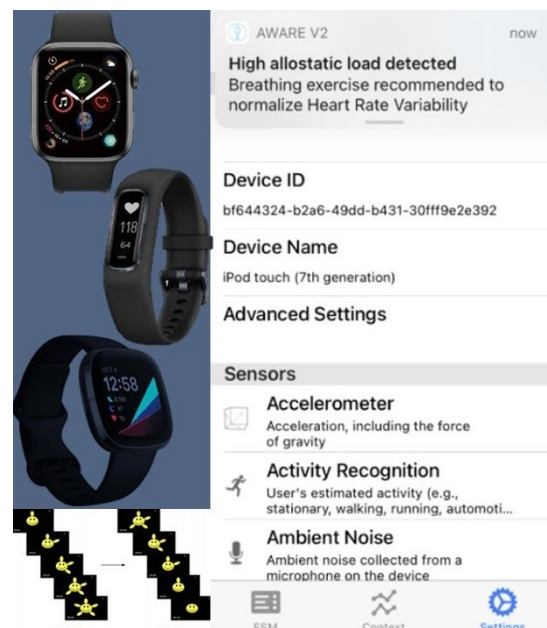 118
64
OCT 4
12:58
AWARE V2
now
High allostatic load detected
Breathing exercise recommended to
normalize Heart Rate Variability
Device ID
bf644324-b2a6-49dd-b431-30fff9e2e392
Device Name
iPod touch (7th generation)
Advanced Settings
Sensors
Accelerometer
Acceleration, including the force
of gravity
Activity Recognition
User's estimated activity (e.g.,
stationary, walking, running, automoti...
Ambient Noise
Ambient noise collected from a
microphone on the device
ESM
Context
Settings